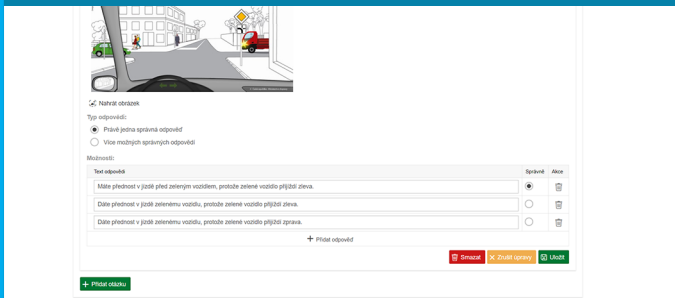 Nahrát obrázek
Typ odpovědi:
Právě jedna správná odpověď
Více možných správných odpovědí
Možnosti:
Text odpovědi Správně Akce
Máte přednost v jízdě před zeleným vozidlem, protože zelené vozidlo přijíždí zleva.
Dáte přednost v jízdě zelenému vozidlu, protože zelené vozidlo přijíždí zleva.
Dáte přednost v jízdě zelenému vozidlu, protože zelené vozidlo přijíždí zprava.
Přidat odpověď
Smazat Zrušit úpravy Uložit
Přidat otázku